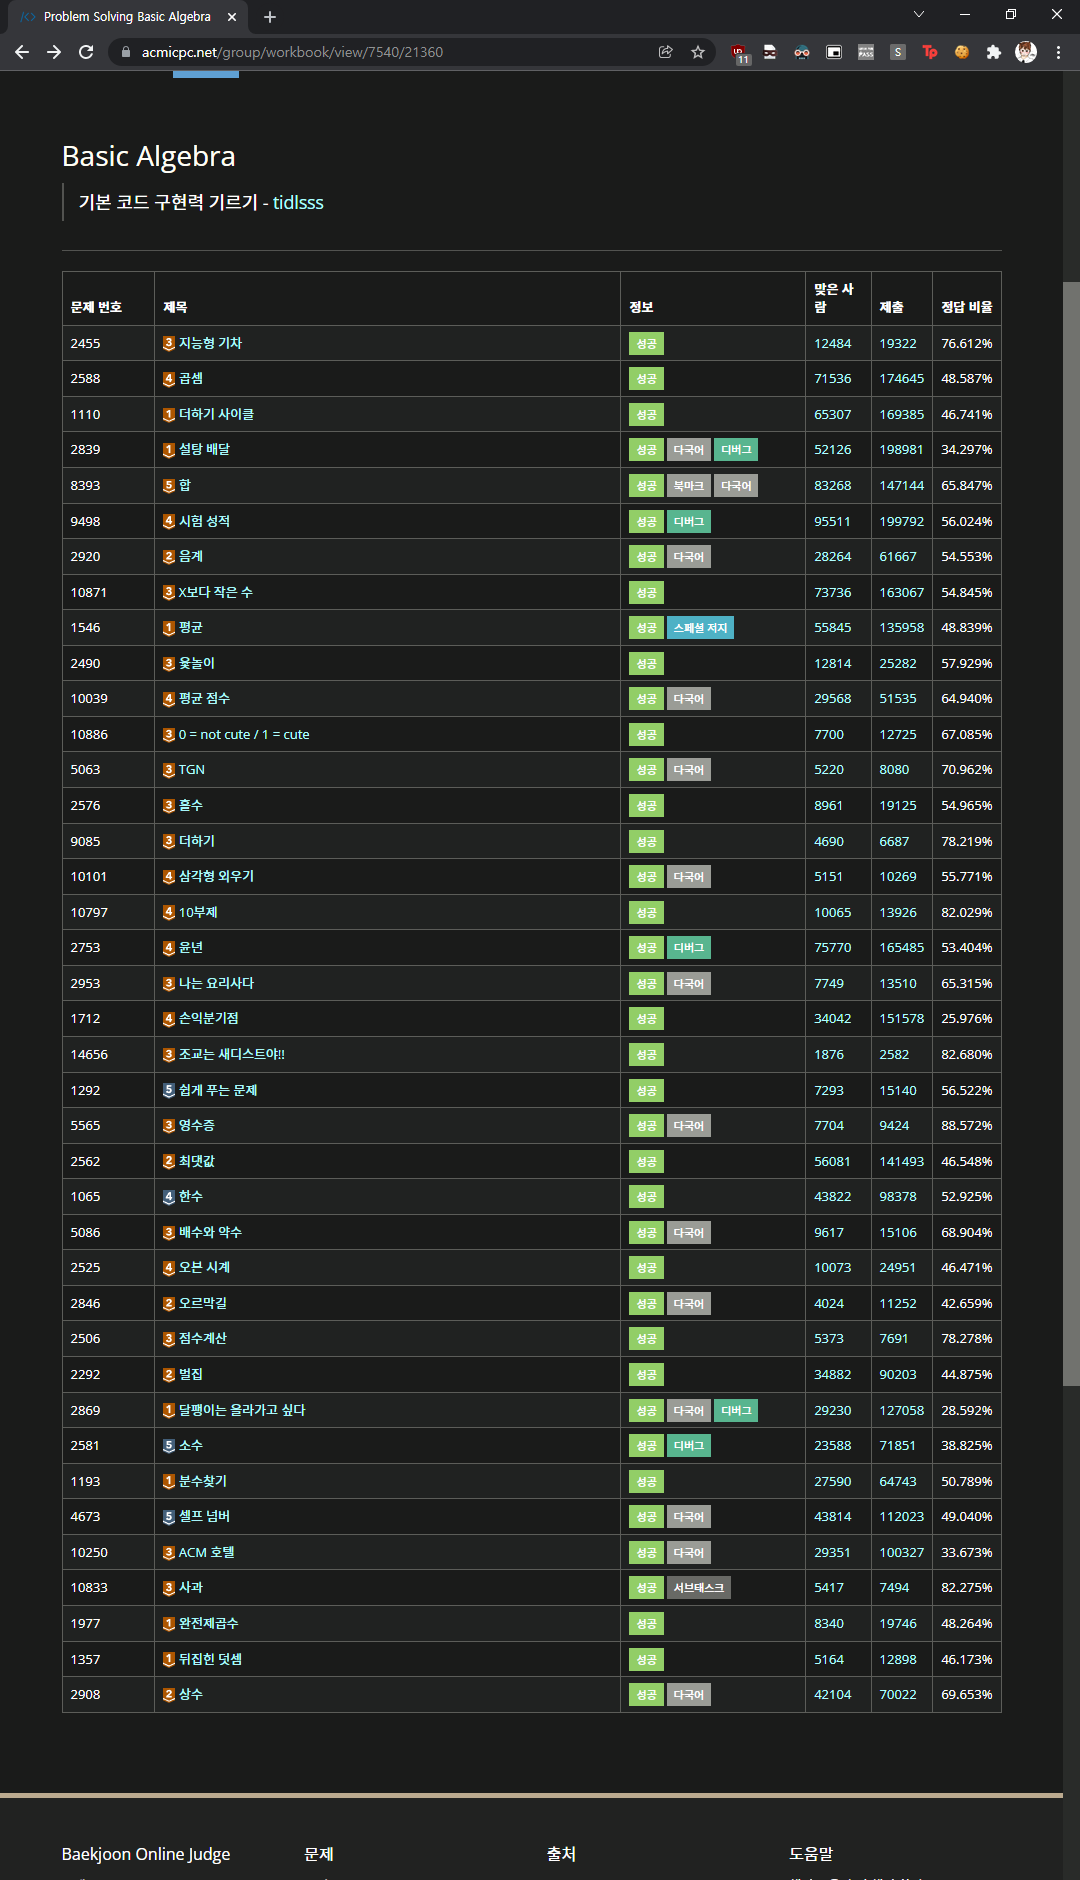 Problem Solving Basic Algebra
acmicpc.net/group/workbook/view/7540/21360
11
S
Tp
Basic Algebra
기본 코드 구현력 기르기 - tidlsss
문제 번호 제목 정보 맞은 사람 제출 정답 비율
2455 3 지능형 기차 성공 12484 19322 76.612%
2588 4 곱셈 성공 71536 174645 48.587%
1110 1 더하기 사이클 성공 65307 169385 46.741%
2839 1 설탕 배달 성공 다국어 디버그 52126 198981 34.297%
8393 5 합 성공 북마크 다국어 83268 147144 65.847%
9498 4 시험 성적 성공 디버그 95511 199792 56.024%
2920 2 음계 성공 다국어 28264 61667 54.553%
10871 3 X보다 작은 수 성공 73736 163067 54.845%
1546 1 평균 성공 스페셜 저지 55845 135958 48.839%
2490 3 윷놀이 성공 12814 25282 57.929%
10039 4 평균 점수 성공 다국어 29568 51535 64.940%
10886 3 0 = not cute / 1 = cute 성공 7700 12725 67.085%
5063 3 TGN 성공 다국어 5220 8080 70.962%
2576 3 홀수 성공 8961 19125 54.965%
9085 3 더하기 성공 4690 6687 78.219%
10101 4 삼각형 외우기 성공 다국어 5151 10269 55.771%
10797 4 10부제 성공 10065 13926 82.029%
2753 4 윤년 성공 디버그 75770 165485 53.404%
2953 3 나는 요리사다 성공 다국어 7749 13510 65.315%
1712 4 손익분기점 성공 34042 151578 25.976%
14656 3 조교는 새디스트야!! 성공 1876 2582 82.680%
1292 5 쉽게 푸는 문제 성공 7293 15140 56.522%
5565 3 영수증 성공 다국어 7704 9424 88.572%
2562 2 최댓값 성공 56081 141493 46.548%
1065 4 한수 성공 43822 98378 52.925%
5086 3 배수와 약수 성공 다국어 9617 15106 68.904%
2525 4 오븐 시계 성공 10073 24951 46.471%
2846 2 오르막길 성공 다국어 4024 11252 42.659%
2506 3 점수계산 성공 5373 7691 78.278%
2292 2 벌집 성공 34882 90203 44.875%
2869 1 달팽이는 올라가고 싶다 성공 다국어 디버그 29230 127058 28.592%
2581 5 소수 성공 디버그 23588 71851 38.825%
1193 1 분수찾기 성공 27590 64743 50.789%
4673 5 셀프 넘버 성공 다국어 43814 112023 49.040%
10250 3 ACM 호텔 성공 다국어 29351 100327 33.673%
10833 3 사과 성공 서브태스크 5417 7494 82.275%
1977 1 완전제곱수 성공 8340 19746 48.264%
1357 1 뒤집힌 덧셈 성공 5164 12898 46.173%
2908 2 상수 성공 다국어 42104 70022 69.653%
Baekjoon Online Judge 문제 출처 도움말